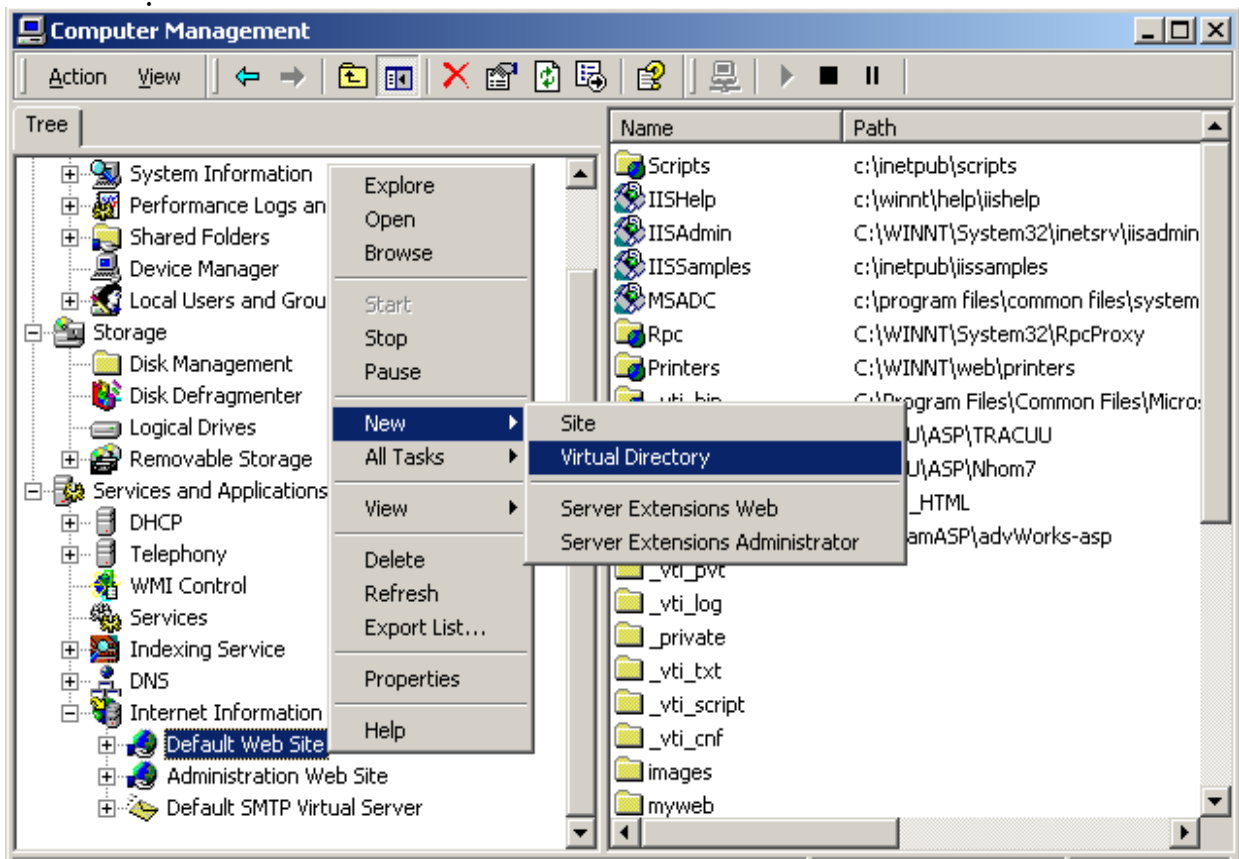 Computer Management
Action View
Tree
Name Path
System Information
Performance Logs an
Shared Folders
Device Manager
Local Users and Grou
Storage
Disk Management
Disk Defragmenter
Logical Drives
Removable Storage
Services and Applications
DHCP
Telephony
WMI Control
Services
Indexing Service
DNS
Internet Information
Default Web Site
Administration Web Site
Default SMTP Virtual Server
Explore
Open
Browse
Start
Stop
Pause
New
All Tasks
View
Delete
Refresh
Export List...
Properties
Help
Site
Virtual Directory
Server Extensions Web
Server Extensions Administrator
Scripts c:\inetpub\scripts
IISHelp c:\winnt\help\iishelp
IISAdmin C:\WINNT\System32\inetsrv\iisadmin
IISSamples c:\inetpub\iissamples
MSADC c:\program files\common files\system
Rpc C:\WINNT\System32\RpcProxy
Printers C:\WINNT\web\printers
_vti_bin C:\Program Files\Common Files\Micro
U\ASP\TRACUU
U\ASP\Nhom7
_HTML
amASP\advWorks-asp
_vti_pvt
_vti_log
_private
_vti_txt
_vti_script
_vti_cnf
images
myweb